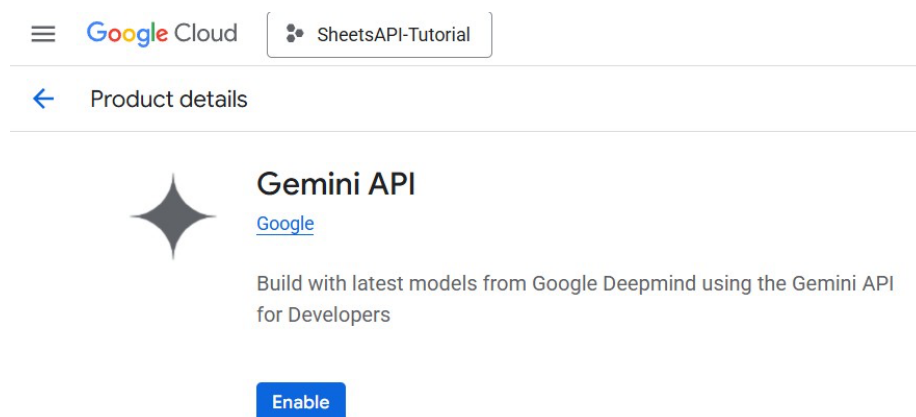 Google Cloud
SheetsAPI-Tutorial
Product details
Gemini API
Google
Build with latest models from Google Deepmind using the Gemini API
for Developers
Enable